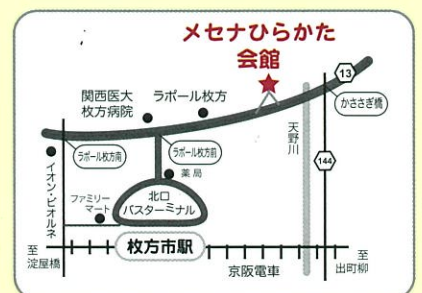 メセナひらかた
会館
13
関西医大
枚方病院
ラポール枚方
かささぎ橋
天野川
ラポール枚方南
ラポール枚方前
144
イオン・ビオルネ
薬局
ファミリー
マート
北口
バスターミナル
至
淀屋橋
枚方市駅
京阪電車
至
出町柳